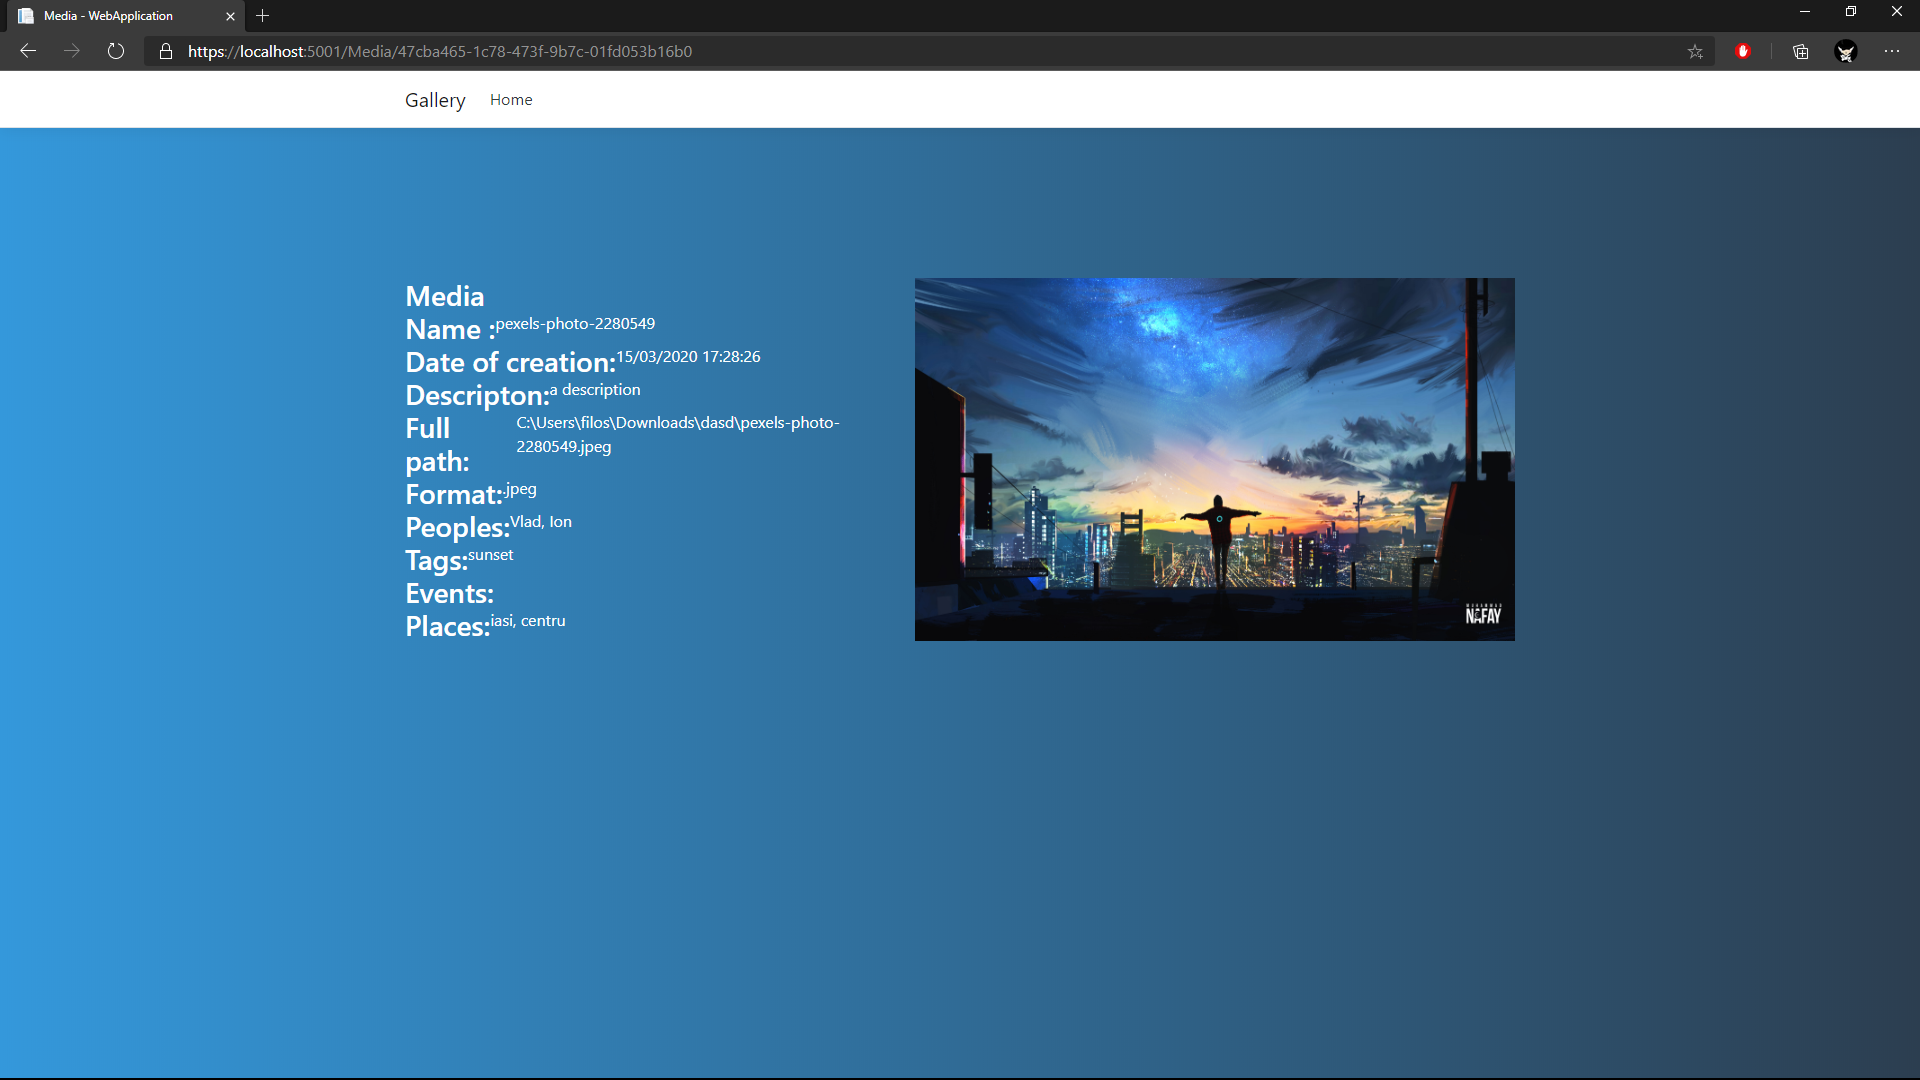 Media - WebApplication
https://localhost:5001/Media/47cba465-1c78-473f-9b7c-01fd053b16b0
Gallery Home
Media
Name :pexels-photo-2280549
Date of creation:15/03/2020 17:28:26
Descripton:a description
Full path:
C:\Users\filos\Downloads\dasd\pexels-photo-
2280549.jpeg
Format:.jpeg
Peoples:Vlad, Ion
Tags:sunset
Events:
Places:iasi, centru
NAFAY